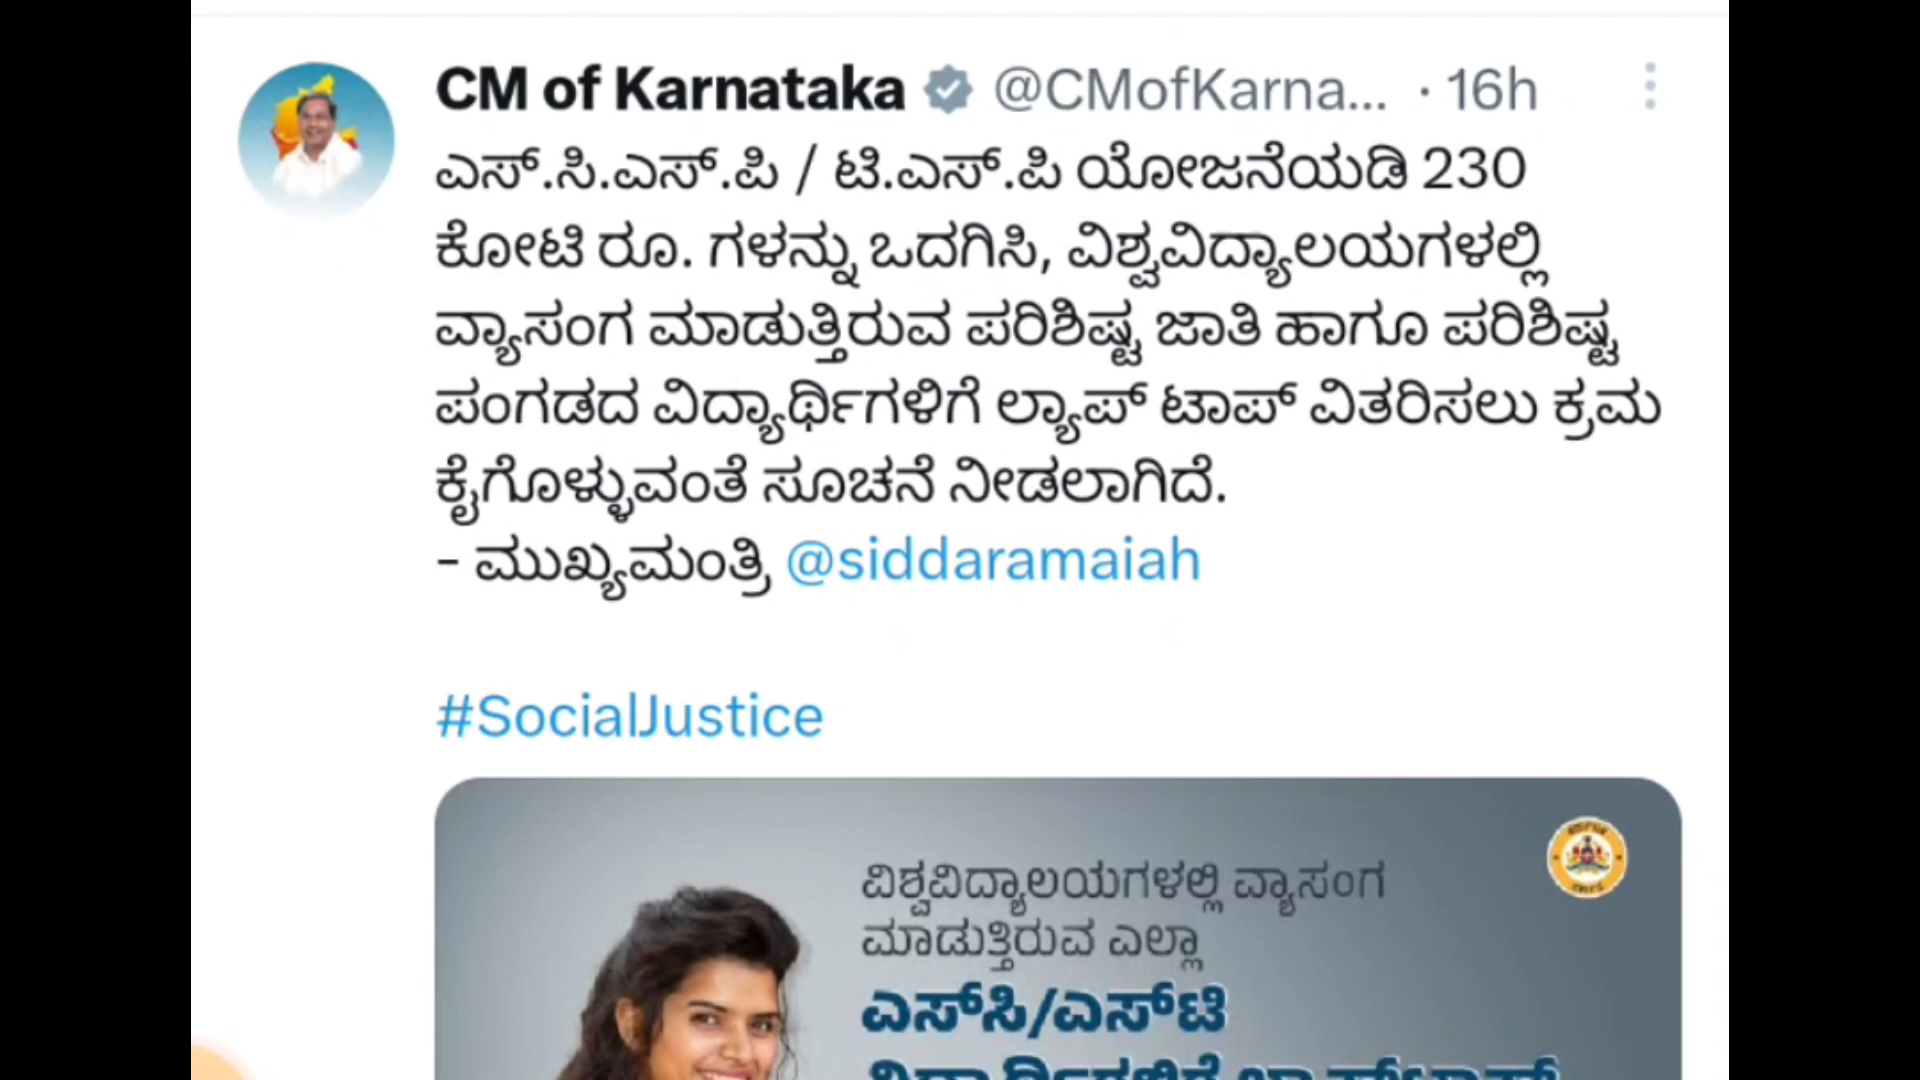 CM of Karnataka @CMofKarna... · 16h
ಎಸ್.ಸಿ.ಎಸ್.ಪಿ / ಟಿ.ಎಸ್.ಪಿ ಯೋಜನೆಯಡಿ 230
ಕೋಟಿ ರೂ. ಗಳನ್ನು ಒದಗಿಸಿ, ವಿಶ್ವವಿದ್ಯಾಲಯಗಳಲ್ಲಿ
ವ್ಯಾಸಂಗ ಮಾಡುತ್ತಿರುವ ಪರಿಶಿಷ್ಟ ಜಾತಿ ಹಾಗೂ ಪರಿಶಿಷ್ಟ
ಪಂಗಡದ ವಿದ್ಯಾರ್ಥಿಗಳಿಗೆ ಲ್ಯಾಪ್ ಟಾಪ್ ವಿತರಿಸಲು ಕ್ರಮ
ಕೈಗೊಳ್ಳುವಂತೆ ಸೂಚನೆ ನೀಡಲಾಗಿದೆ.
- ಮುಖ್ಯಮಂತ್ರಿ @siddaramaiah
#SocialJustice
ವಿಶ್ವವಿದ್ಯಾಲಯಗಳಲ್ಲಿ ವ್ಯಾಸಂಗ
ಮಾಡುತ್ತಿರುವ ಎಲ್ಲಾ
ಎಸ್‌ಸಿ/ಎಸ್‌ಟಿ